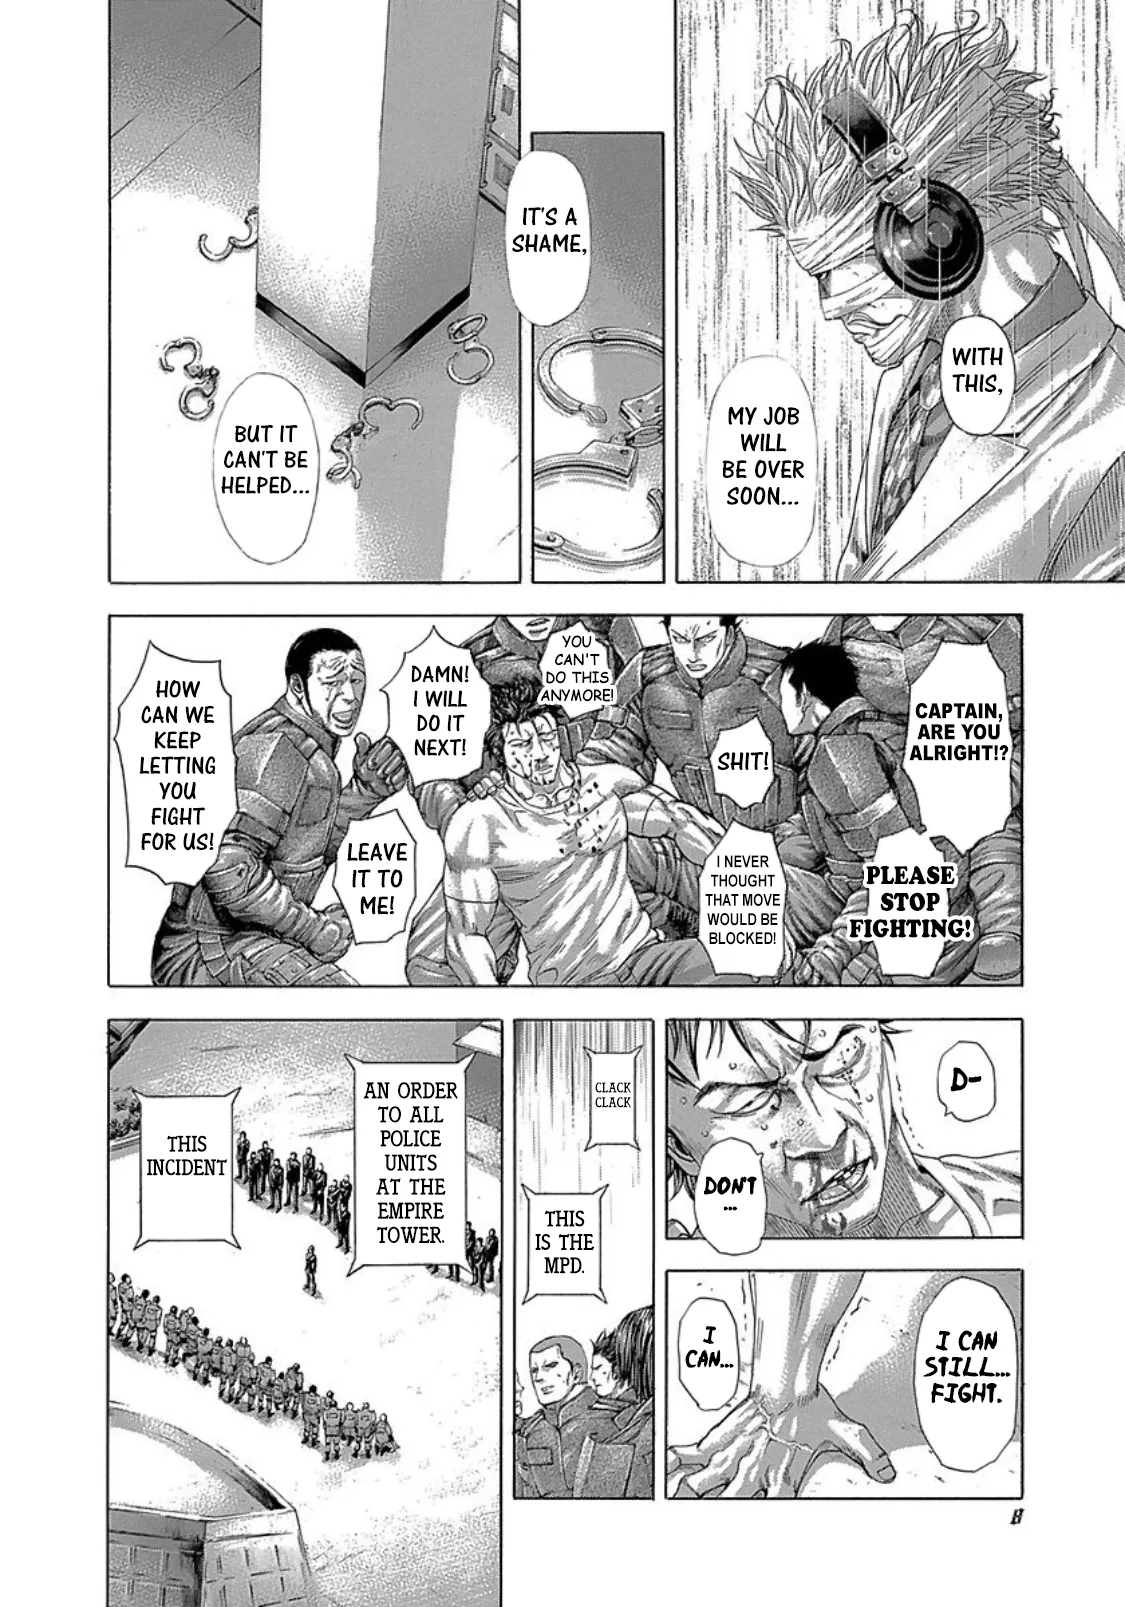 WITH
THIS,
MY JOB
WILL
BE OVER
SOON...
IT'S A
SHAME,
BUT IT
CAN'T BE
HELPED...
CAPTAIN,
ARE YOU
ALRIGHT!?
PLEASE
STOP
FIGHTING!
SHIT!
I NEVER
THOUGHT
THAT MOVE
WOULD BE
BLOCKED!
YOU
CAN'T
DO THIS
ANYMORE!
DAMN!
I WILL
DO IT
NEXT!
LEAVE
IT TO
ME!
HOW
CAN WE
KEEP
LETTING
YOU
FIGHT
FOR US!
D-
DON'T
...
I CAN
STILL...
FIGHT.
I
CAN...
CLACK
CLACK
THIS
IS THE
MPD.
AN ORDER
TO ALL
POLICE
UNITS
AT THE
EMPIRE
TOWER.
THIS
INCIDENT
8